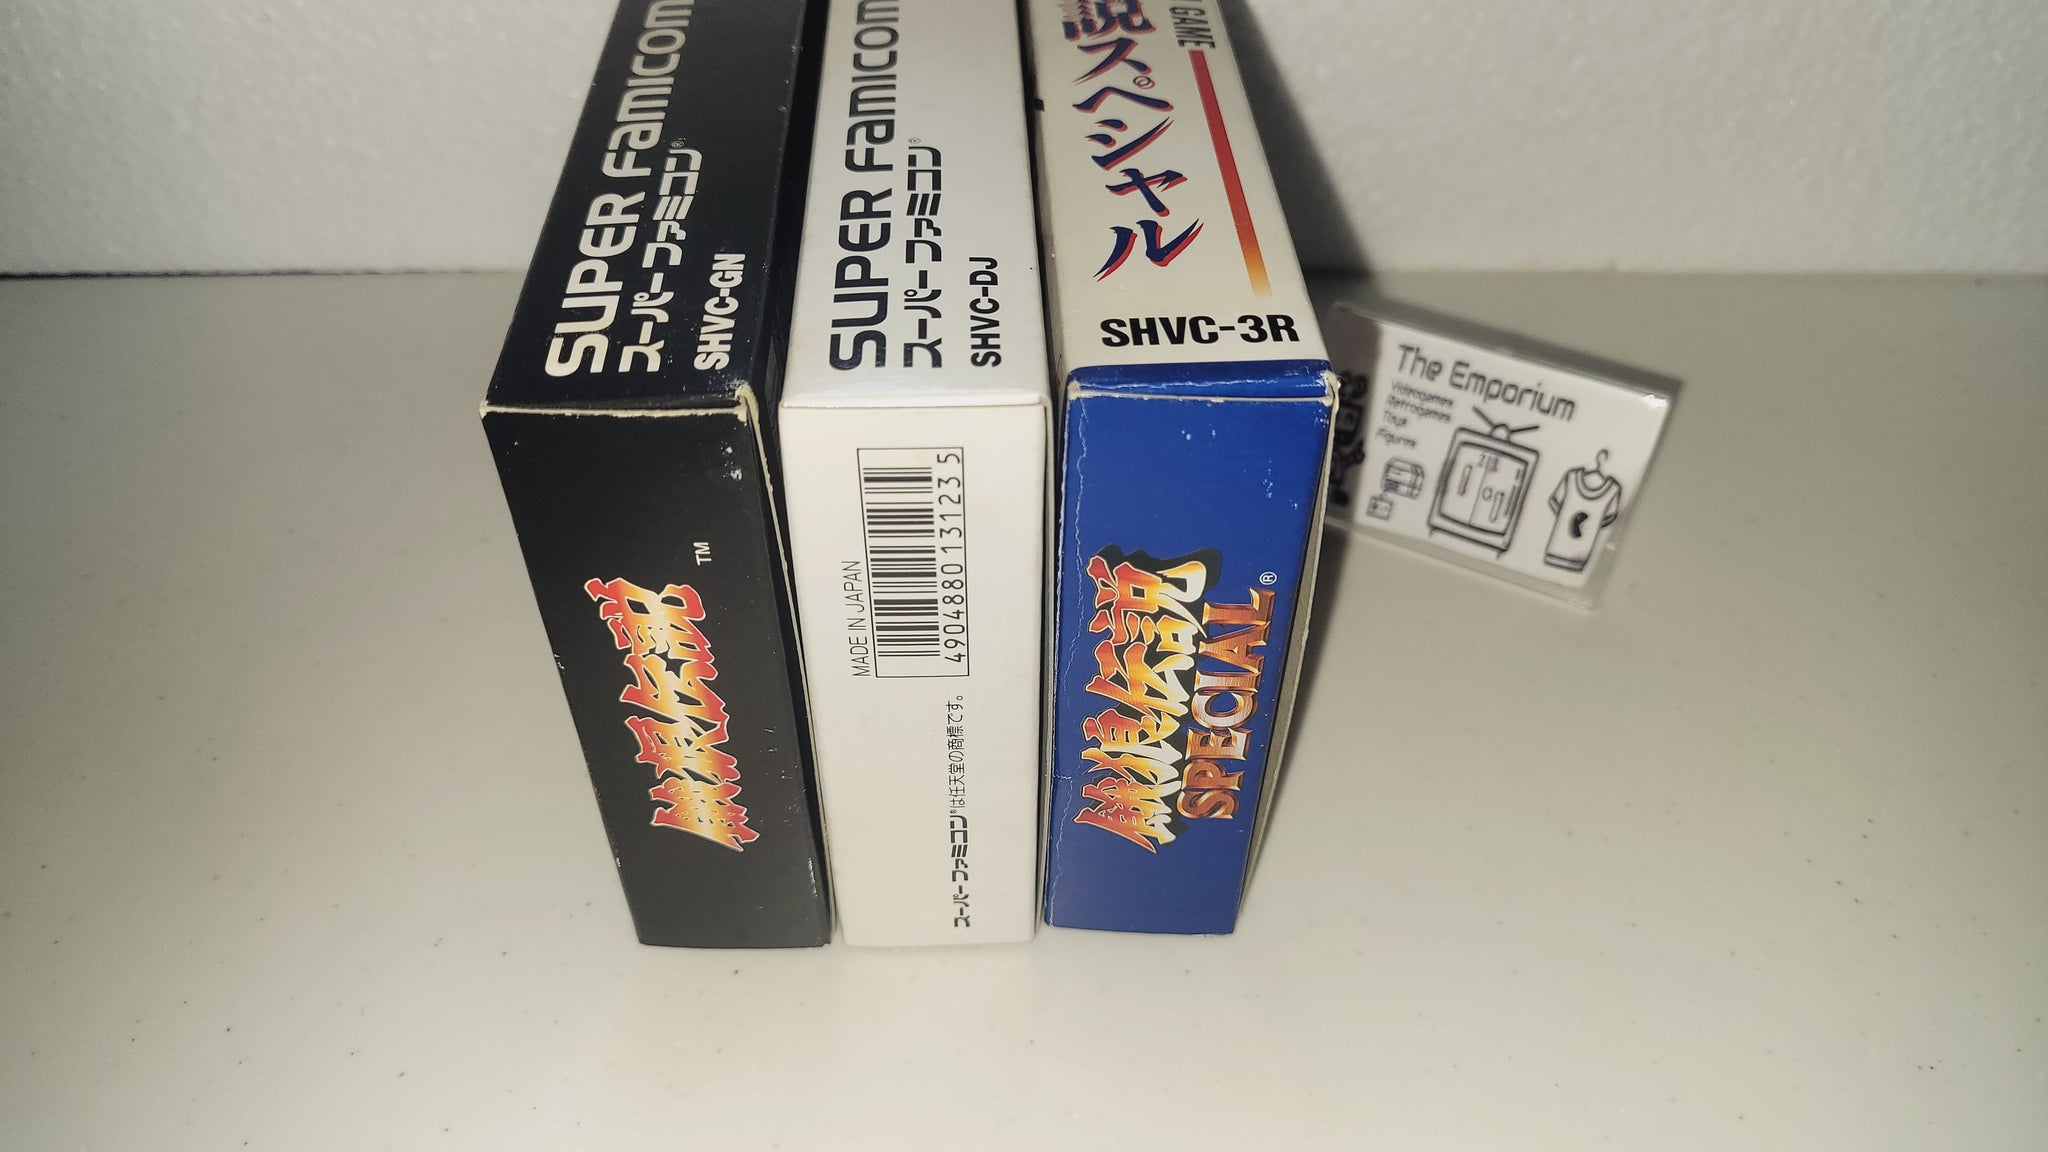 SUPER Famicom
スーパーファミコン®
SHVC-GN
餓狼伝説
TM
SUPER Famicom
スーパーファミコン®
SHVC-DJ
MADE IN JAPAN
4904880131235
スーパーファミコン®は任天堂の商標です。
GAME
説スペシャル
SHVC-3R
餓狼伝説
SPECIAL®
The Emporium
Videogames
Retrogames
Toys
Figures